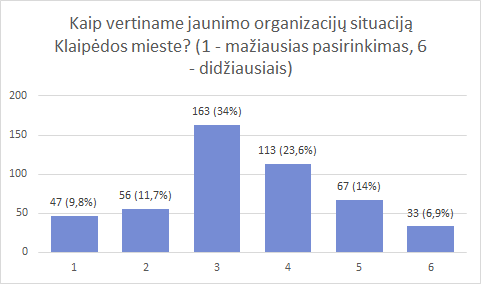 Kaip vertiname jaunimo organizacijų situaciją
Klaipėdos mieste? (1 - mažiausias pasirinkimas, 6
- didžiausiais)
200
150
100
50
0
47 (9,8%)
56 (11,7%)
163 (34%)
113 (23,6%)
67 (14%)
33 (6,9%)
1 2 3 4 5 6